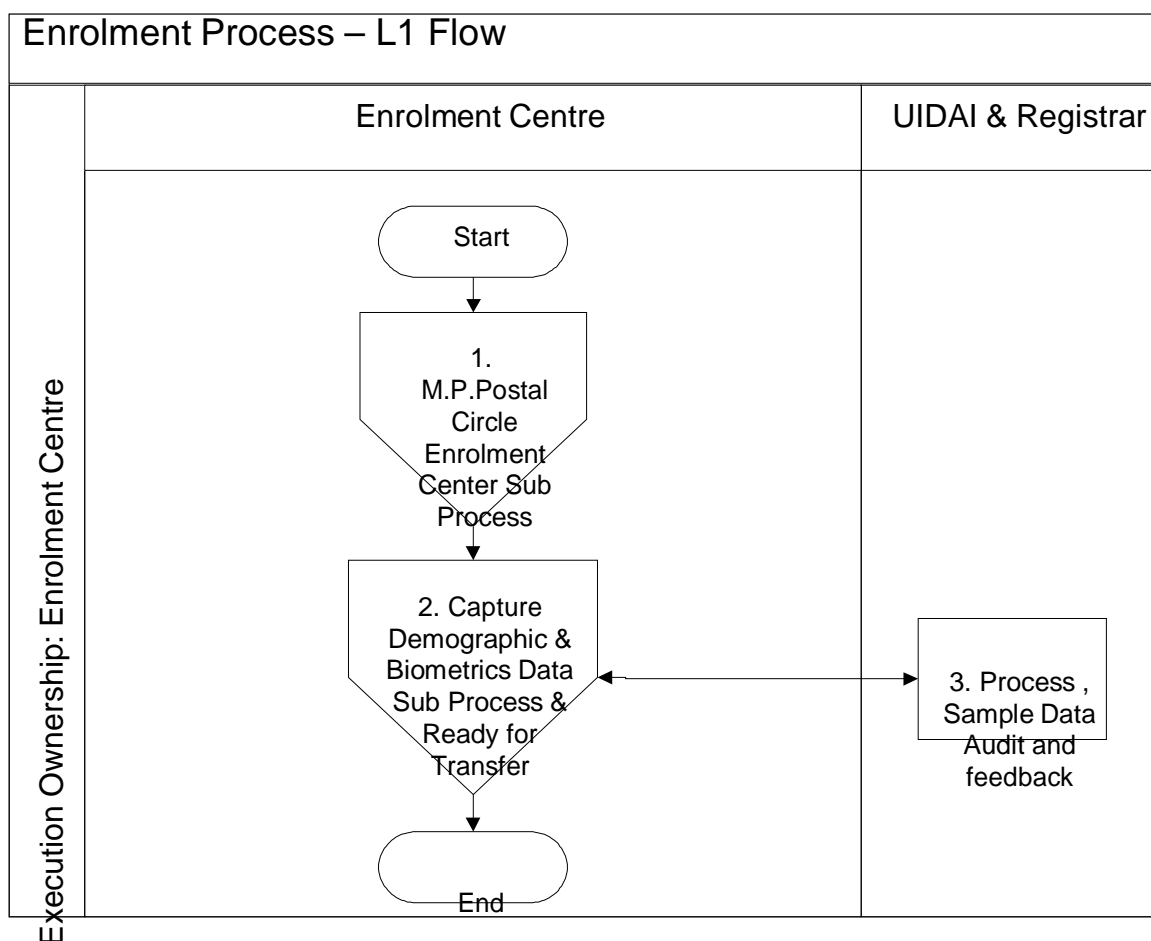 Enrolment Process – L1 Flow
Enrolment Centre
UIDAI & Registrar
Execution Ownership: Enrolment Centre
Start
1.
M.P.Postal
Circle
Enrolment
Center Sub
Process
2. Capture
Demographic &
Biometrics Data
Sub Process &
Ready for
Transfer
3. Process ,
Sample Data
Audit and
feedback
End